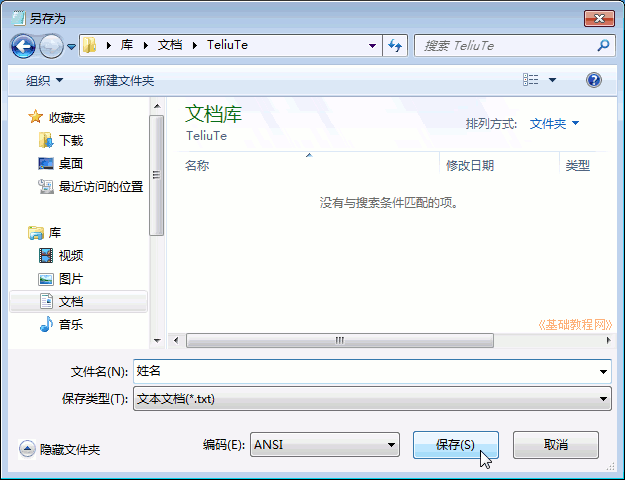 另存为
库 文档 TeliuTe
搜索 TeliuTe
组织 新建文件夹
收藏夹
下载
桌面
最近访问的位置
库
视频
图片
文档
音乐
文档库
TeliuTe
排列方式: 文件夹
名称 修改日期 类型
没有与搜索条件匹配的项。
《基础教程网》
文件名(N): 姓名
保存类型(T): 文本文档(*.txt)
隐藏文件夹
编码(E): ANSI
保存(S)
取消